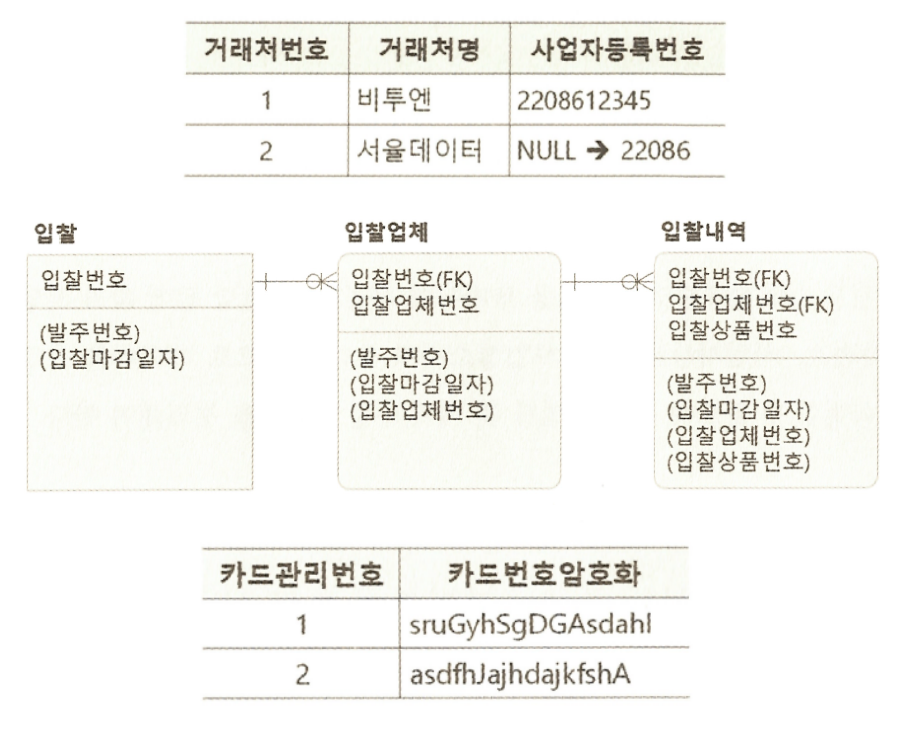 거래처번호 거래처명 사업자등록번호
1 비투엔 2208612345
2 서율데이터 NULL → 22086
입찰 입찰업체 입찰내역
입찰번호
(발주번호)
(입찰마감일자)
입찰번호(FK)
입찰업체번호
(발주번호)
(입찰마감일자)
(입찰업체번호)
입찰번호(FK)
입찰업체번호(FK)
입찰상품번호
(발주번호)
(입찰마감일자)
(입찰업체번호)
(입찰상품번호)
카드관리번호 카드번호암호화
1 sruGyhSgDGAsdahl
2 asdfhJajhdajkfshA